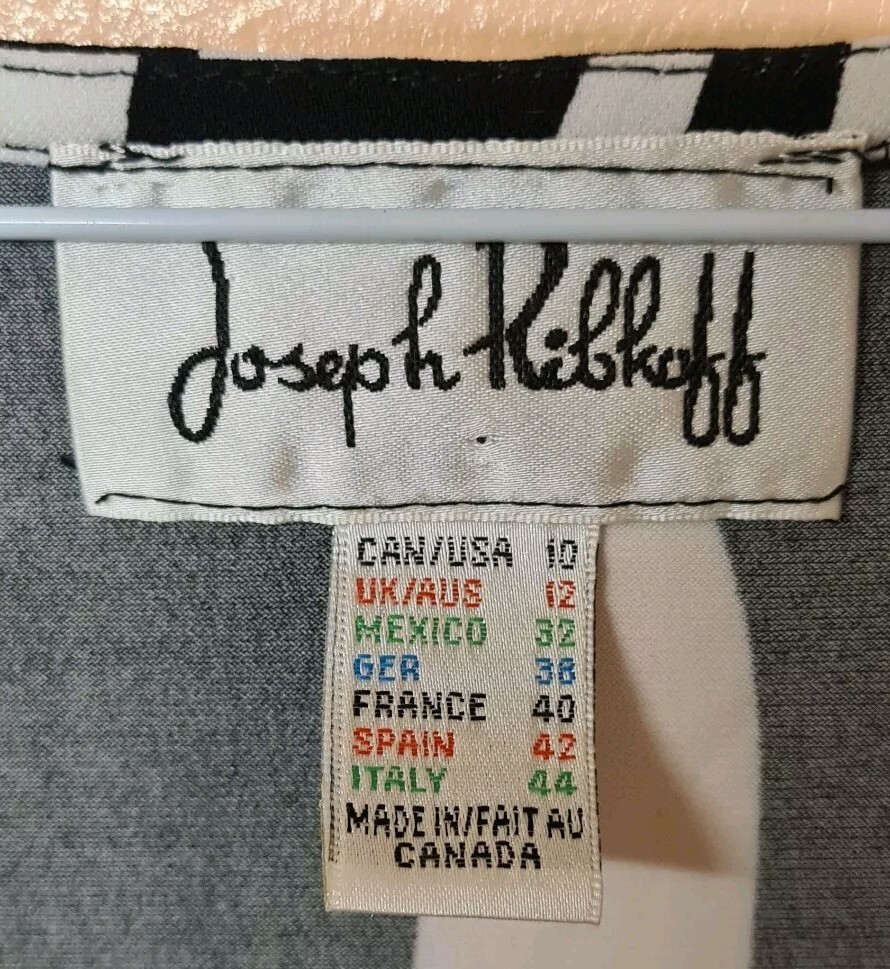 Joseph Ribkoff
CAN/USA 10
UK/AUS 12
MEXICO 32
GER 38
FRANCE 40
SPAIN 42
ITALY 44
MADE IN/FAIT AU
CANADA